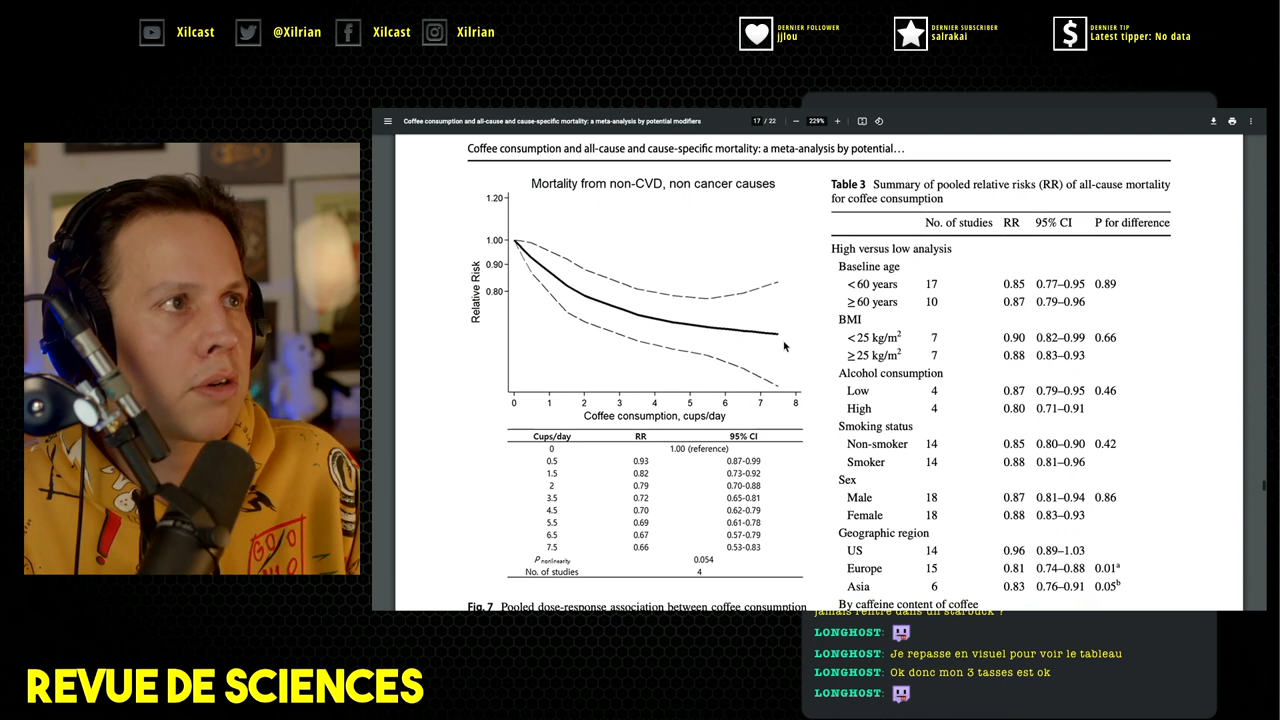 Xilcast
@Xilrian
Xilcast
Xilrian
DERNIER FOLLOWER
jjlou
DERNIER SUBSCRIBER
salrakai
DERNIER TIP
Latest tipper: No data
Coffee consumption and all-cause and cause-specific mortality: a meta-analysis by potential modifiers
17 / 22
229%
Coffee consumption and all-cause and cause-specific mortality: a meta-analysis by potential…
Mortality from non-CVD, non cancer causes
1.20
1.00
0.90
0.80
Relative Risk
0 1 2 3 4 5 6 7 8
Coffee consumption, cups/day
Cups/day RR 95% CI
0 1.00 (reference)
0.5 0.93 0.87-0.99
1.5 0.82 0.73-0.92
2 0.79 0.70-0.88
3.5 0.72 0.65-0.81
4.5 0.70 0.62-0.79
5.5 0.69 0.61-0.78
6.5 0.67 0.57-0.79
7.5 0.66 0.53-0.83
P nonlinearity 0.054
No. of studies 4
Fig. 7 Pooled dose-response association between coffee consumption
Table 3 Summary of pooled relative risks (RR) of all-cause mortality
for coffee consumption
No. of studies RR 95% CI P for difference
High versus low analysis
Baseline age
< 60 years 17 0.85 0.77–0.95 0.89
≥ 60 years 10 0.87 0.79–0.96
BMI
< 25 kg/m² 7 0.90 0.82–0.99 0.66
≥ 25 kg/m² 7 0.88 0.83–0.93
Alcohol consumption
Low 4 0.87 0.79–0.95 0.46
High 4 0.80 0.71–0.91
Smoking status
Non-smoker 14 0.85 0.80–0.90 0.42
Smoker 14 0.88 0.81–0.96
Sex
Male 18 0.87 0.81–0.94 0.86
Female 18 0.88 0.83–0.93
Geographic region
US 14 0.96 0.89–1.03
Europe 15 0.81 0.74–0.88 0.01ᵃ
Asia 6 0.83 0.76–0.91 0.05ᵇ
By caffeine content of coffee
jamais rentré dans un starbuck ?
LONGHOST:
LONGHOST: Je repasse en visuel pour voir le tableau
LONGHOST: Ok donc mon 3 tasses est ok
LONGHOST:
REVUE DE SCIENCES